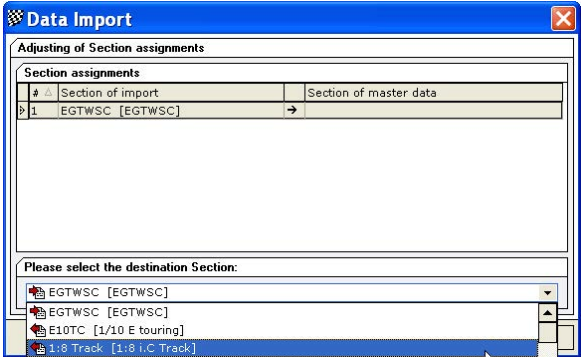 Data Import
Adjusting of Section assignments
Section assignments
# Section of import Section of master data
1 EGTWSC [EGTWSC] →
Please select the destination Section:
EGTWSC [EGTWSC]
EGTWSC [EGTWSC]
E10TC [1/10 E touring]
1:8 Track [1:8 i.C Track]